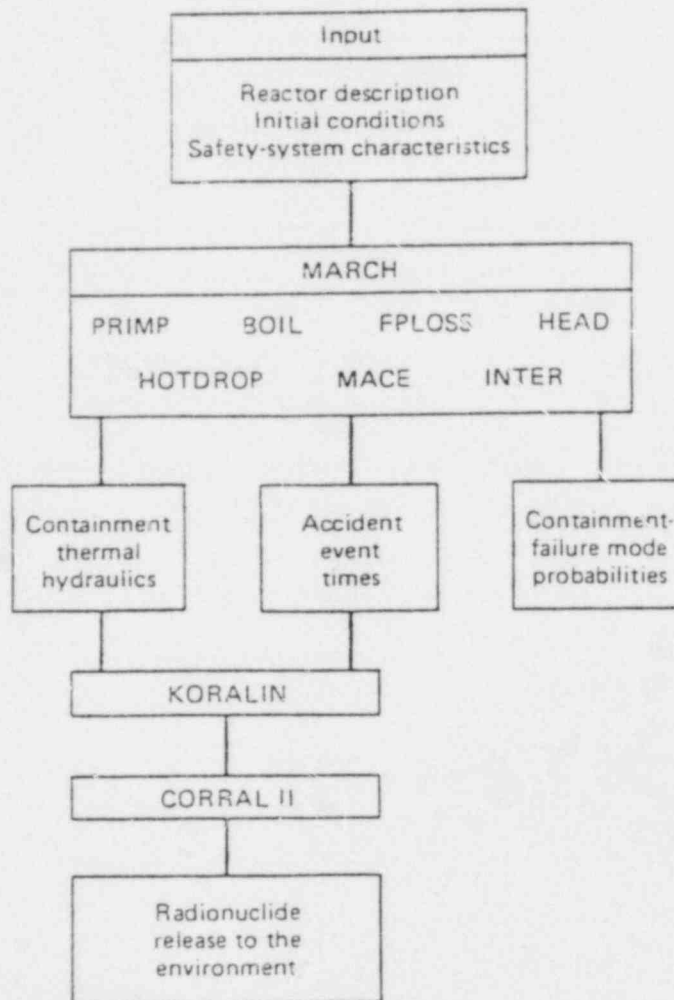 Input
Reactor description
Initial conditions
Safety-system characteristics
MARCH
PRIMP BOIL FPLOSS HEAD
HOTDROP MACE INTER
Containment
thermal
hydraulics
Accident
event
times
Containment-
failure mode
probabilities
KORALIN
CORRAL II
Radionuclide
release to the
environment